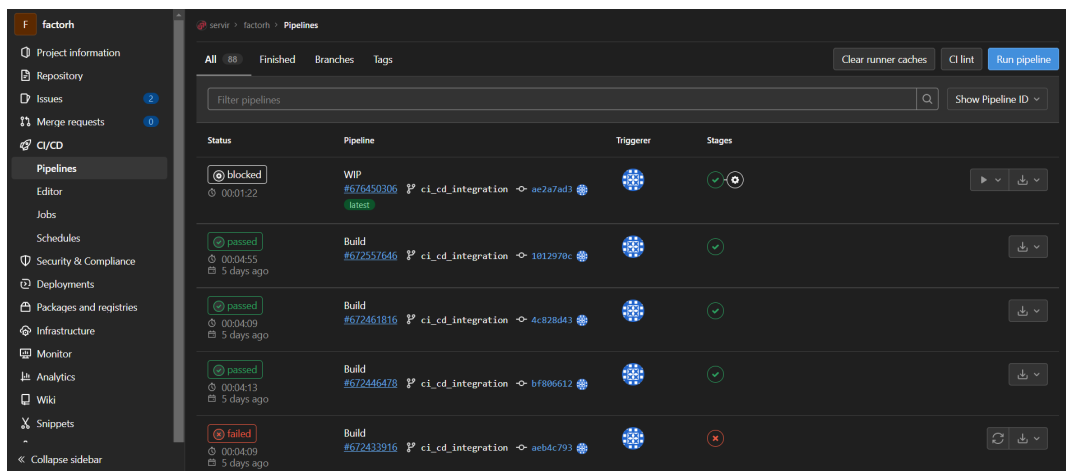 F factorh
Project information
Repository
Issues 2
Merge requests 0
CI/CD
Pipelines
Editor
Jobs
Schedules
Security & Compliance
Deployments
Packages and registries
Infrastructure
Monitor
Analytics
Wiki
Snippets
« Collapse sidebar
servir > factorh > Pipelines
All 88 Finished Branches Tags
Clear runner caches CI lint Run pipeline
Filter pipelines Show Pipeline ID
Status Pipeline Triggerer Stages
blocked WIP
00:01:22 #676450306 ci_cd_integration ae2a7ad3
latest
passed Build
00:04:55 #672557646 ci_cd_integration 1012970c
5 days ago
passed Build
00:04:09 #672461816 ci_cd_integration 4c828d43
5 days ago
passed Build
00:04:13 #672446478 ci_cd_integration bf806612
5 days ago
failed Build
00:04:09 #672433916 ci_cd_integration aeb4c793
5 days ago